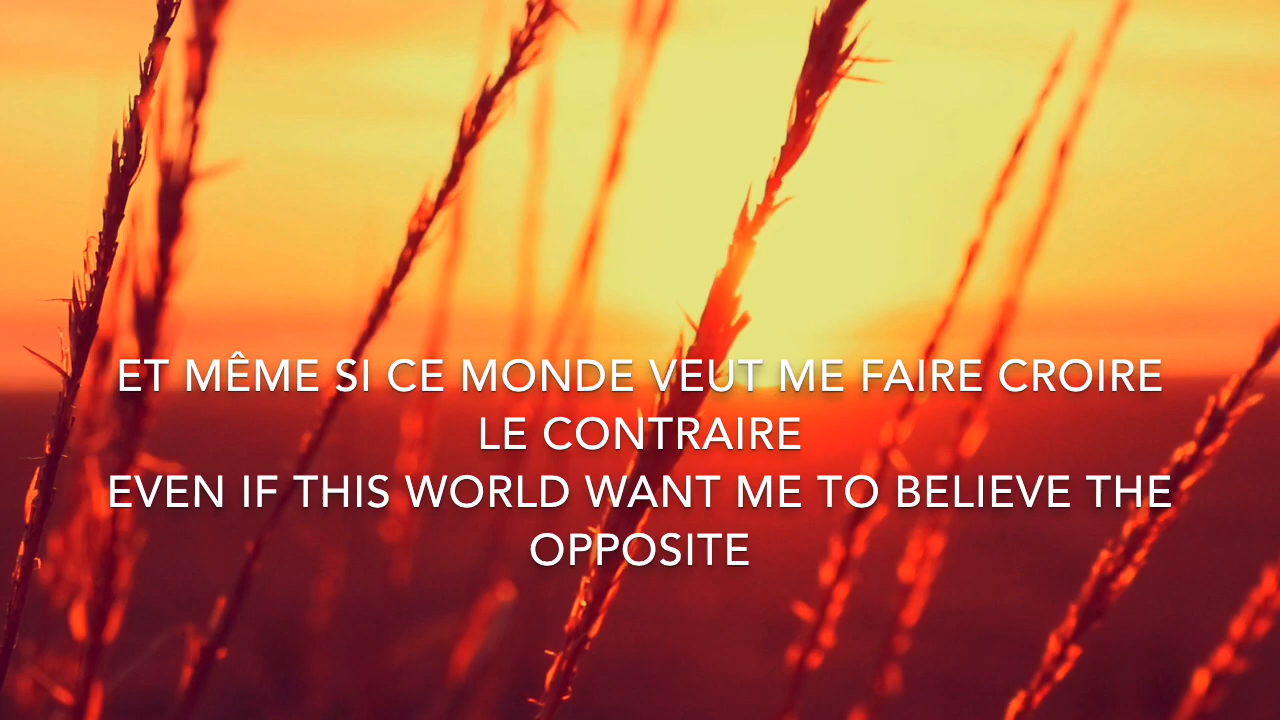 ET MÊME SI CE MONDE VEUT ME FAIRE CROIRE
LE CONTRAIRE
EVEN IF THIS WORLD WANT ME TO BELIEVE THE
OPPOSITE